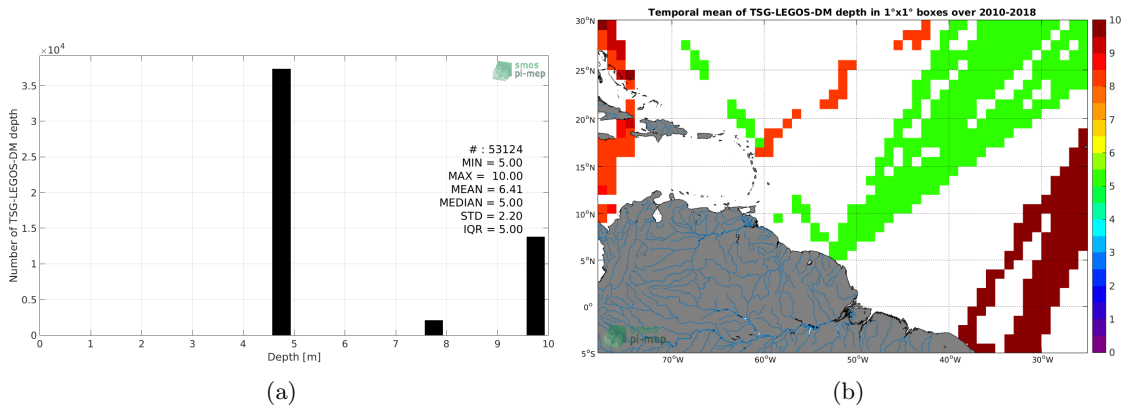 ×10⁴
3.5
3
2.5
2
1.5
1
0.5
0
Number of TSG-LEGOS-DM depth
0 1 2 3 4 5 6 7 8 9 10
Depth [m]
smos
pi-mep
# : 53124
MIN = 5.00
MAX = 10.00
MEAN = 6.41
MEDIAN = 5.00
STD = 2.20
IQR = 5.00
(a)
Temporal mean of TSG-LEGOS-DM depth in 1°x1° boxes over 2010-2018
30°N
25°N
20°N
15°N
10°N
5°N
0°
5°S
70°W 60°W 50°W 40°W 30°W
smos
pi-mep
10
9
8
7
6
5
4
3
2
1
0
(b)